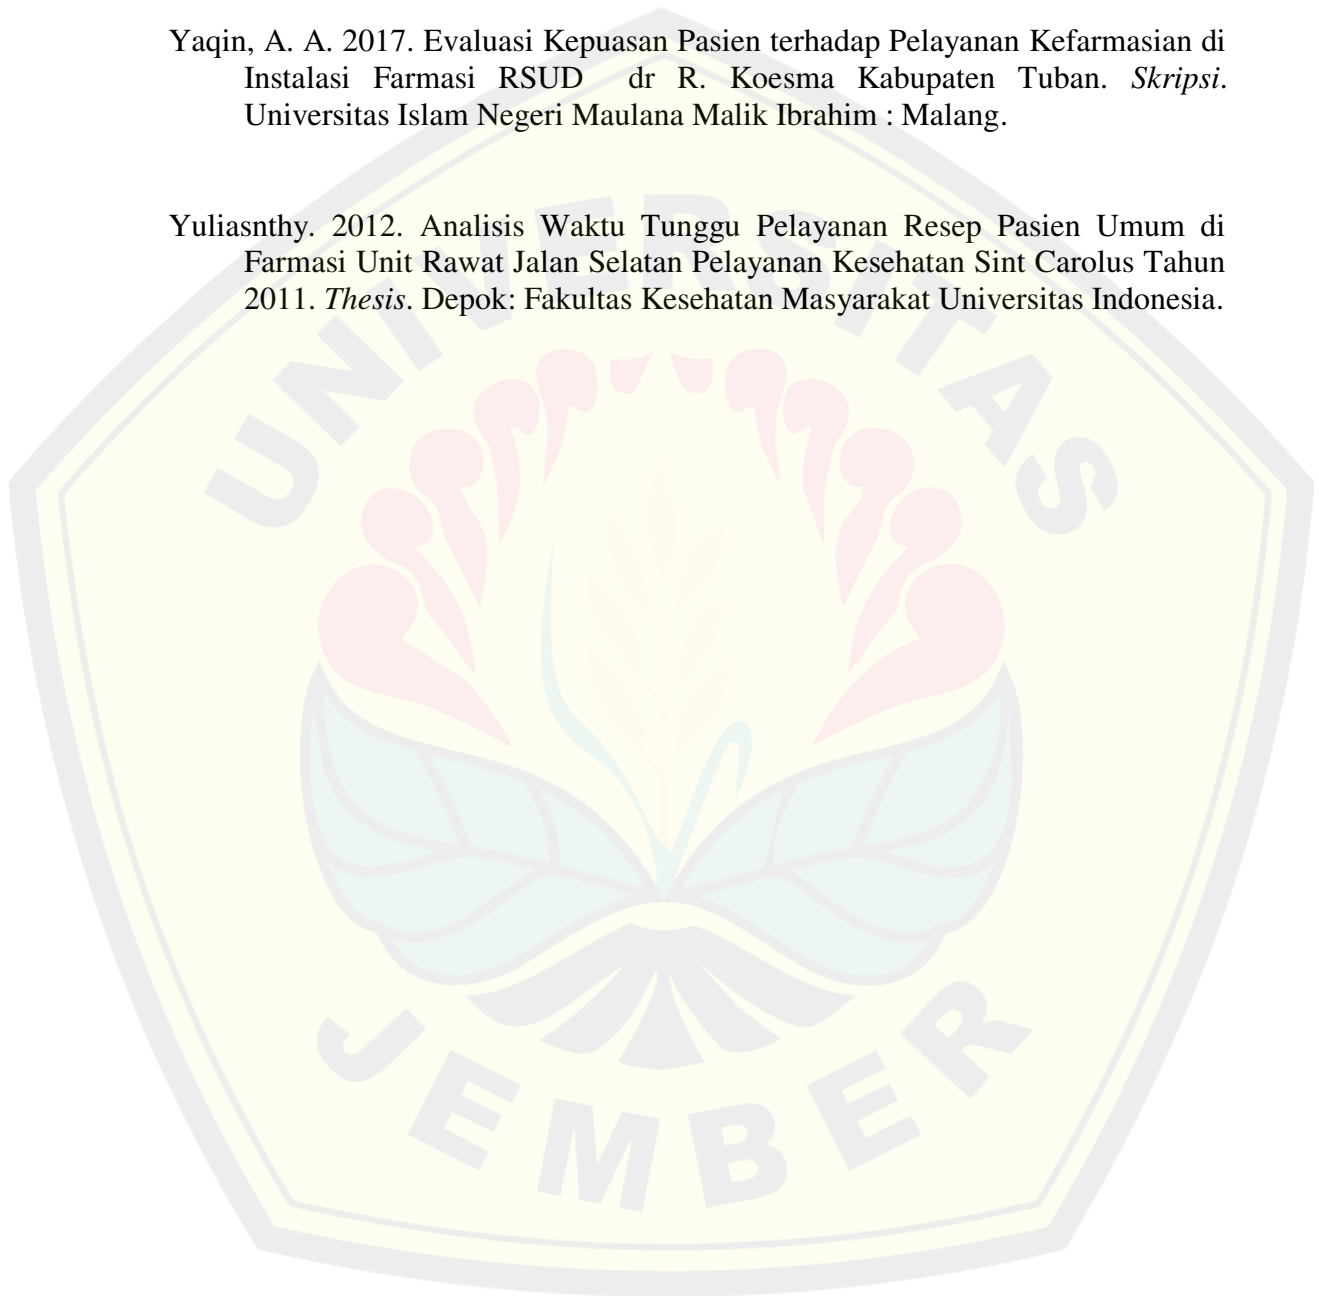 Yaqin, A. A. 2017. Evaluasi Kepuasan Pasien terhadap Pelayanan Kefarmasian di
Instalasi Farmasi RSUD dr R. Koesma Kabupaten Tuban. Skripsi.
Universitas Islam Negeri Maulana Malik Ibrahim : Malang.
Yuliasnthy. 2012. Analisis Waktu Tunggu Pelayanan Resep Pasien Umum di
Farmasi Unit Rawat Jalan Selatan Pelayanan Kesehatan Sint Carolus Tahun
2011. Thesis. Depok: Fakultas Kesehatan Masyarakat Universitas Indonesia.
UNIVERSITAS
JEMBER